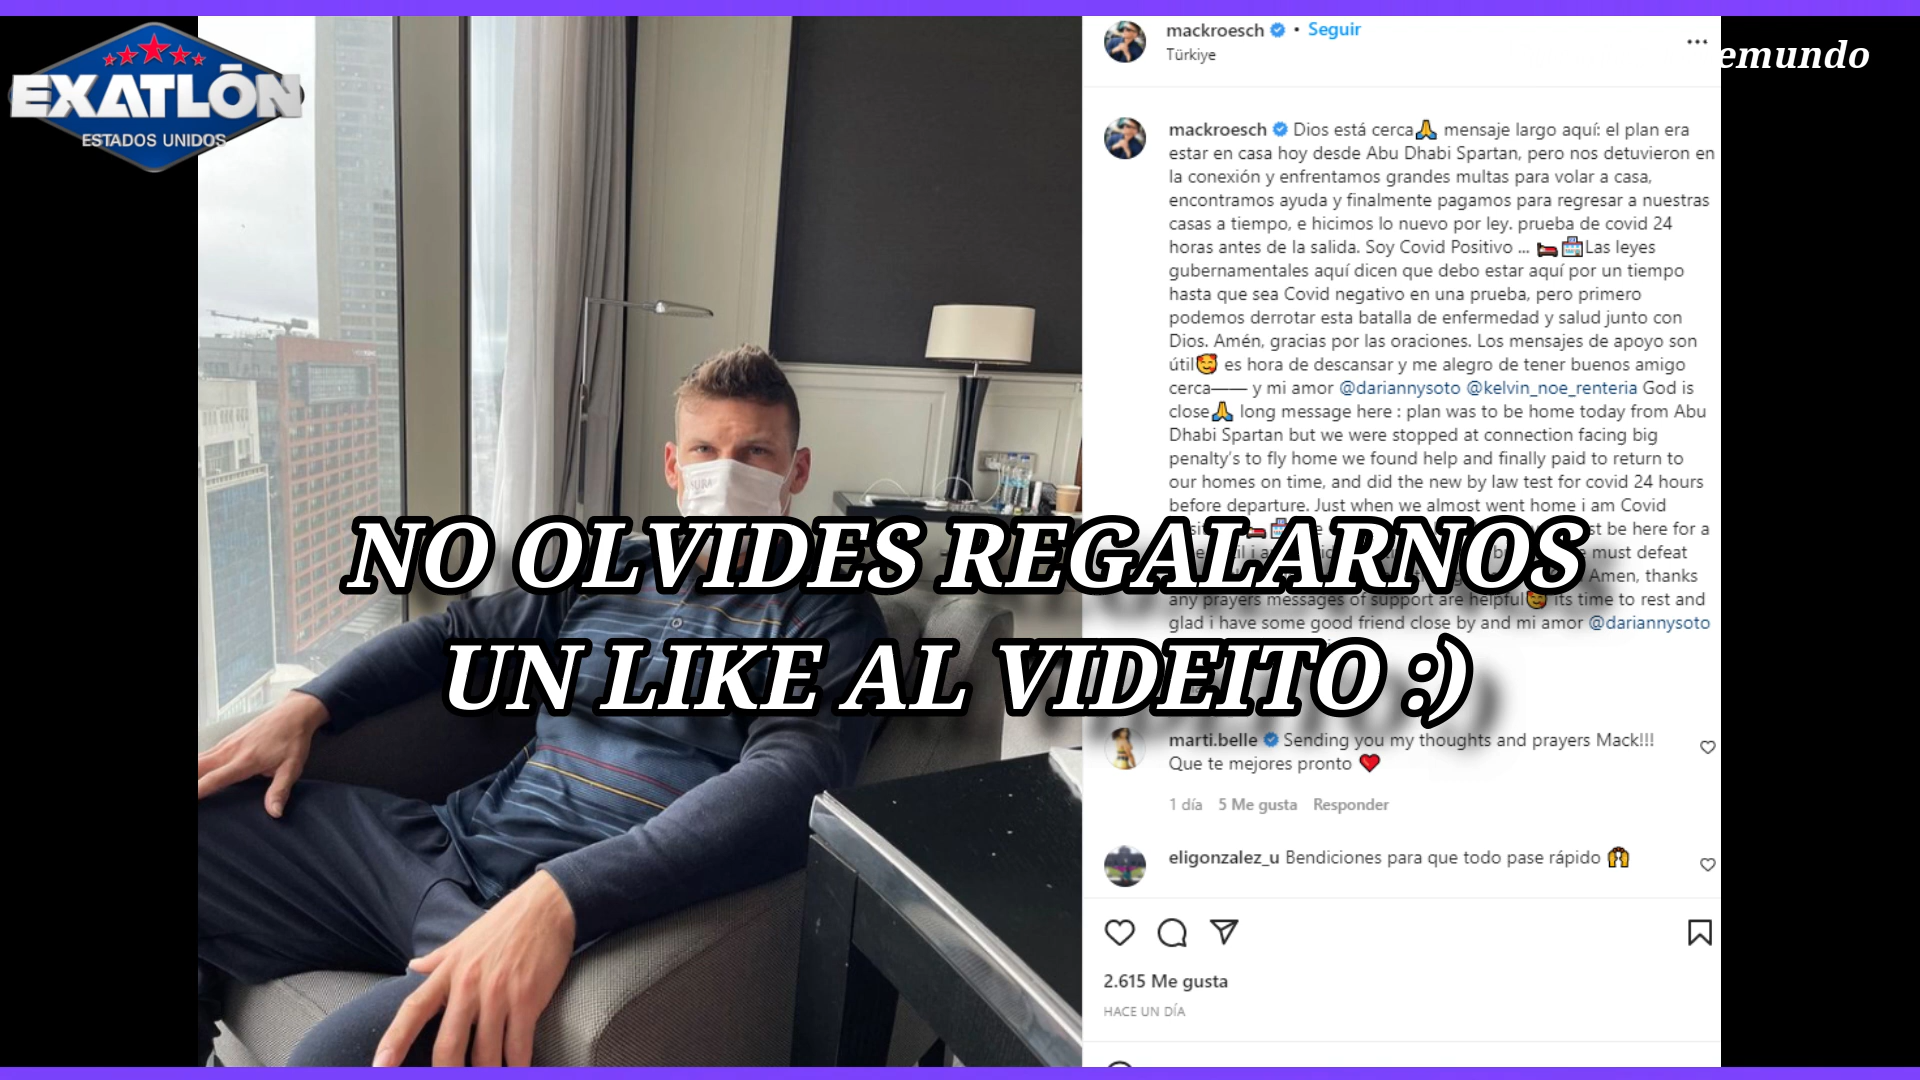 EXATLÓN
ESTADOS UNIDOS
emundo
mackroesch • Seguir
Türkiye
mackroesch Dios está cerca🙏 mensaje largo aquí: el plan era
estar en casa hoy desde Abu Dhabi Spartan, pero nos detuvieron en
la conexión y enfrentamos grandes multas para volar a casa,
encontramos ayuda y finalmente pagamos para regresar a nuestras
casas a tiempo, e hicimos lo nuevo por ley. prueba de covid 24
horas antes de la salida. Soy Covid Positivo ... 🛌🏥Las leyes
gubernamentales aquí dicen que debo estar aquí por un tiempo
hasta que sea Covid negativo en una prueba, pero primero
podemos derrotar esta batalla de enfermedad y salud junto con
Dios. Amén, gracias por las oraciones. Los mensajes de apoyo son
útil🥰 es hora de descansar y me alegro de tener buenos amigo
cerca—— y mi amor @dariannysoto @kelvin_noe_renteria God is
close🙏 long message here : plan was to be home today from Abu
Dhabi Spartan but we were stopped at connection facing big
penalty's to fly home we found help and finally paid to return to
our homes on time, and did the new by law test for covid 24 hours
before departure. Just when we almost went home i am Covid
be here for a
must defeat
Amen, thanks
any prayers messages of support are helpful🥰 its time to rest and
glad i have some good friend close by and mi amor @dariannysoto
NO OLVIDES REGALARNOS
UN LIKE AL VIDEITO :)
marti.belle Sending you my thoughts and prayers Mack!!!
Que te mejores pronto ❤️
1 día 5 Me gusta Responder
eligonzalez_u Bendiciones para que todo pase rápido 🙌
2.615 Me gusta
HACE UN DÍA